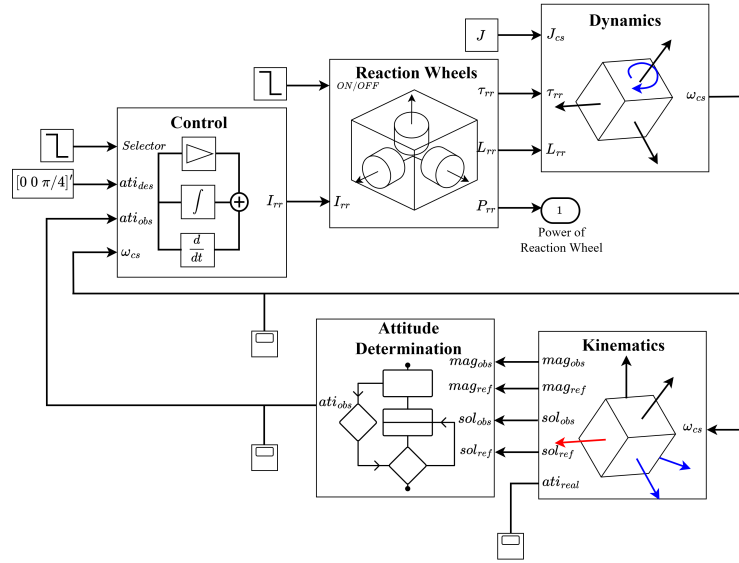 Dynamics
J
J_cs
Reaction Wheels
ON/OFF
τ_rr
τ_rr
ω_cs
Control
Selector
L_rr
L_rr
[0 0 π/4]'
ati_des
∫
I_rr
I_rr
P_rr
1
ati_obs
Power of
Reaction Wheel
d/dt
ω_cs
Attitude
Determination
Kinematics
mag_obs
mag_obs
mag_ref
mag_ref
ati_obs
sol_obs
sol_obs
ω_cs
sol_ref
sol_ref
ati_real